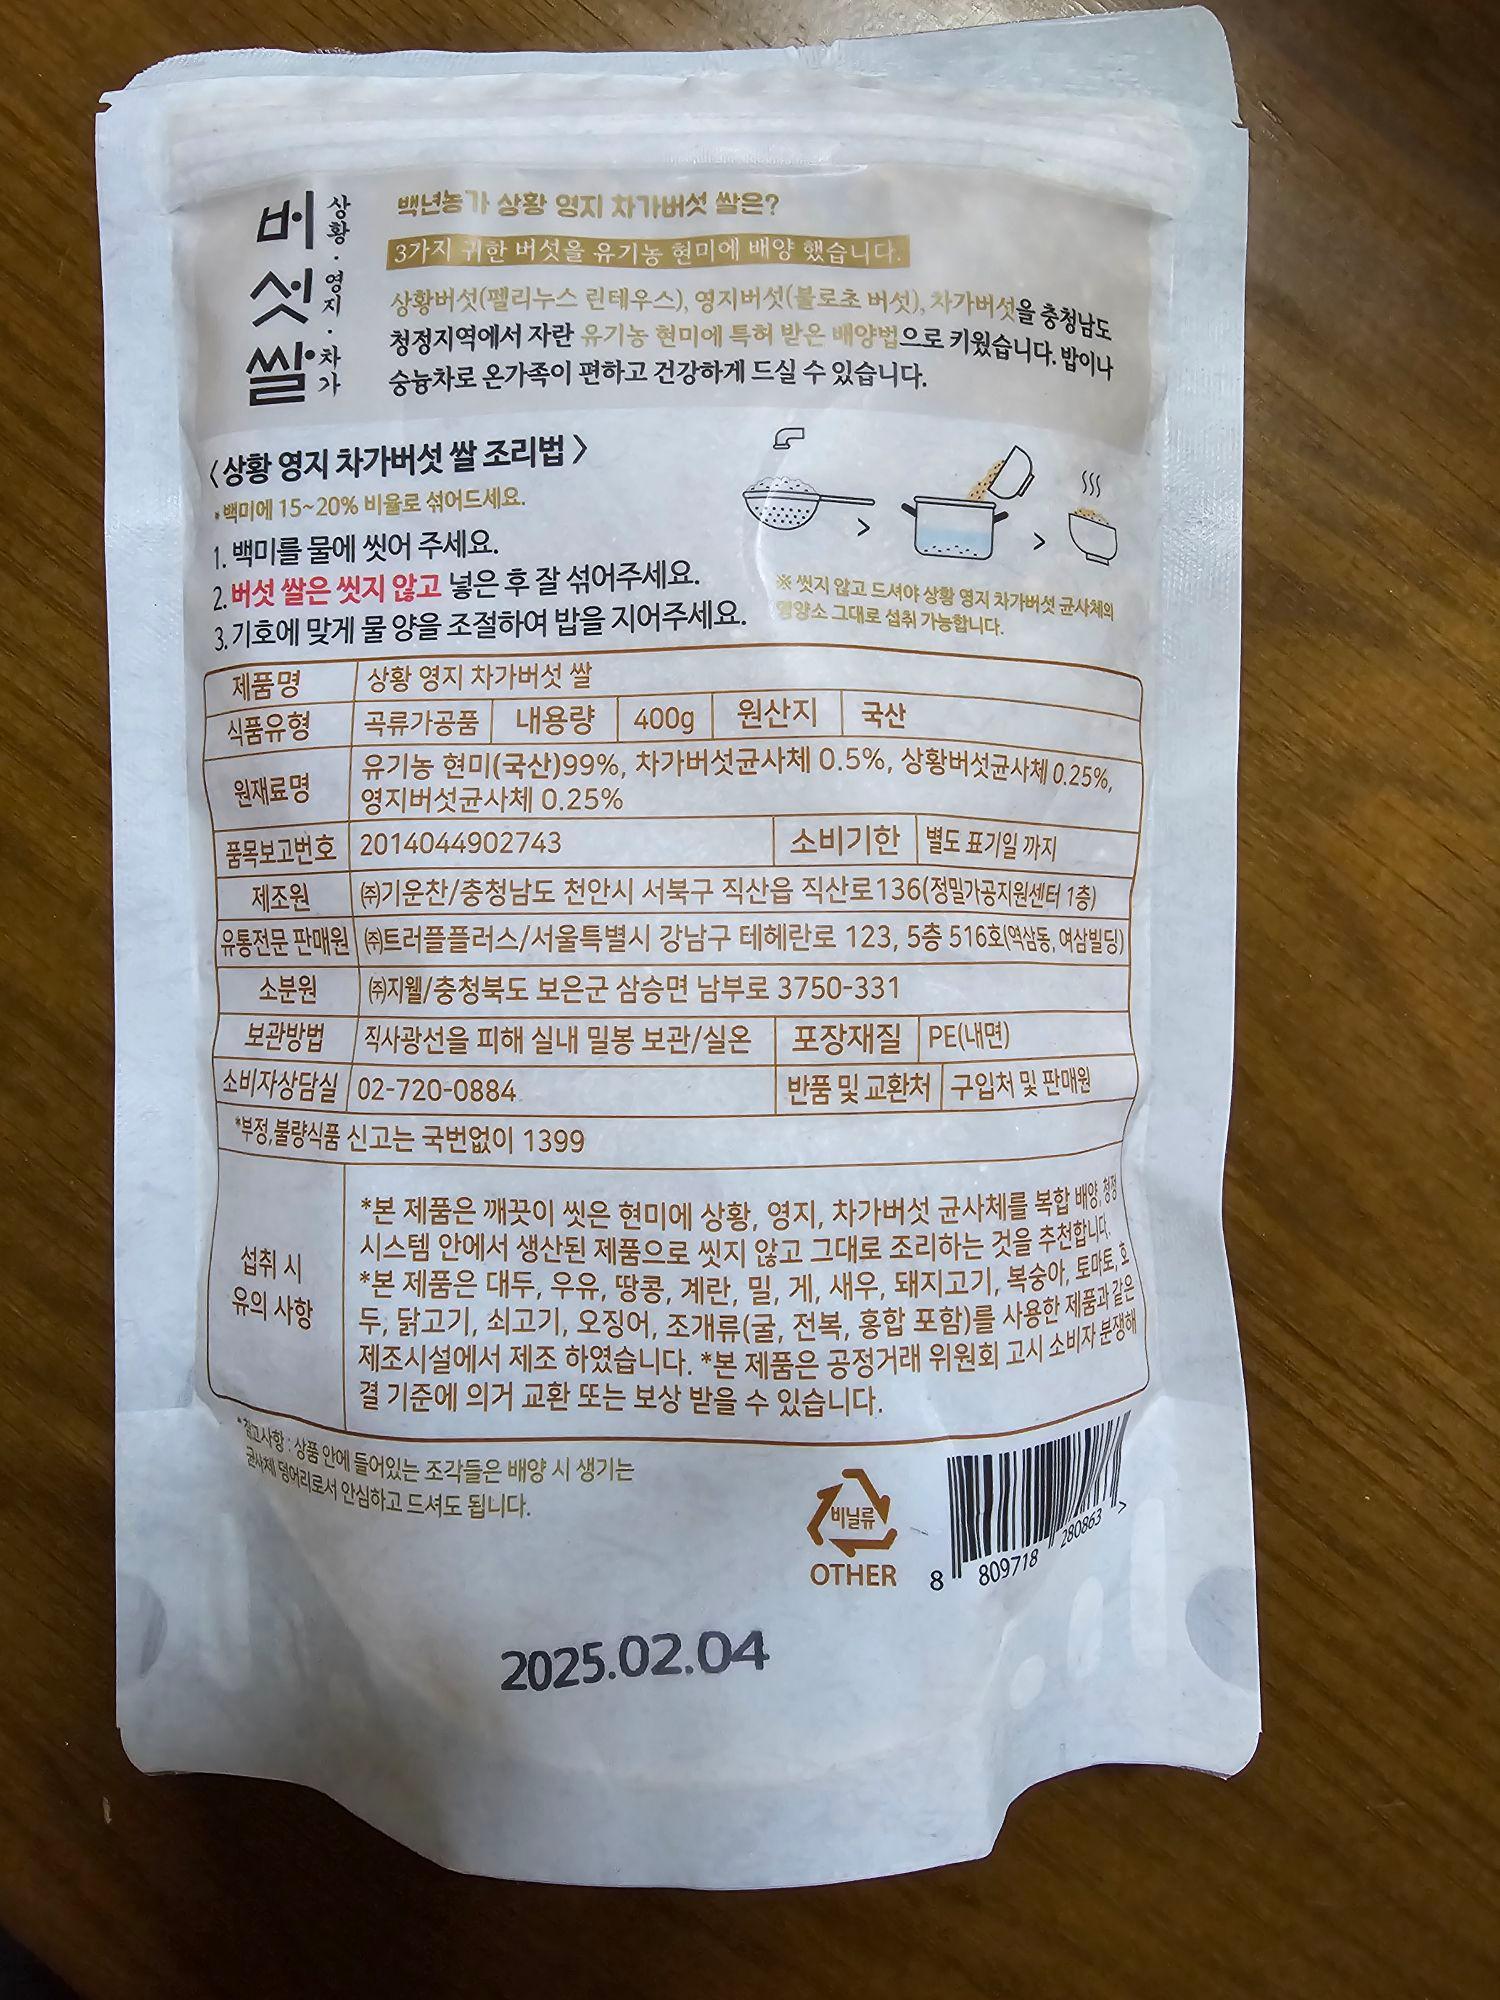 버섯쌀
상황·영지·차가
백년농가 상황 영지 차가버섯 쌀은?
3가지 귀한 버섯을 유기농 현미에 배양 했습니다.
상황버섯(펠리누스 린테우스), 영지버섯(불로초 버섯), 차가버섯을 충청남도
청정지역에서 자란 유기농 현미에 특허 받은 배양법으로 키웠습니다. 밥이나
숭늉차로 온가족이 편하고 건강하게 드실 수 있습니다.
〈상황 영지 차가버섯 쌀 조리법〉
* 백미에 15~20% 비율로 섞어드세요.
1. 백미를 물에 씻어 주세요.
2. 버섯 쌀은 씻지 않고 넣은 후 잘 섞어주세요.
3. 기호에 맞게 물 양을 조절하여 밥을 지어주세요.
> >
※ 씻지 않고 드셔야 상황 영지 차가버섯 균사체의
영양소 그대로 섭취 가능합니다.
제품명 상황 영지 차가버섯 쌀
식품유형 곡류가공품 내용량 400g 원산지 국산
원재료명 유기농 현미(국산)99%, 차가버섯균사체 0.5%, 상황버섯균사체 0.25%,
영지버섯균사체 0.25%
품목보고번호 2014044902743 소비기한 별도 표기일 까지
제조원 ㈜기운찬/충청남도 천안시 서북구 직산읍 직산로136(정밀가공지원센터 1층)
유통전문 판매원 ㈜트러플플러스/서울특별시 강남구 테헤란로 123, 5층 516호(역삼동, 여삼빌딩)
소분원 ㈜지웰/충청북도 보은군 삼승면 남부로 3750-331
보관방법 직사광선을 피해 실내 밀봉 보관/실온 포장재질 PE(내면)
소비자상담실 02-720-0884 반품 및 교환처 구입처 및 판매원
*부정,불량식품 신고는 국번없이 1399
섭취 시
유의 사항
*본 제품은 깨끗이 씻은 현미에 상황, 영지, 차가버섯 균사체를 복합 배양, 청정
시스템 안에서 생산된 제품으로 씻지 않고 그대로 조리하는 것을 추천합니다.
*본 제품은 대두, 우유, 땅콩, 계란, 밀, 게, 새우, 돼지고기, 복숭아, 토마토, 호
두, 닭고기, 쇠고기, 오징어, 조개류(굴, 전복, 홍합 포함)를 사용한 제품과 같은
제조시설에서 제조 하였습니다. *본 제품은 공정거래 위원회 고시 소비자 분쟁해
결 기준에 의거 교환 또는 보상 받을 수 있습니다.
*참고사항 : 상품 안에 들어있는 조각들은 배양 시 생기는
균사체 덩어리로서 안심하고 드셔도 됩니다.
비닐류
OTHER
8 809718 280863 >
2025.02.04